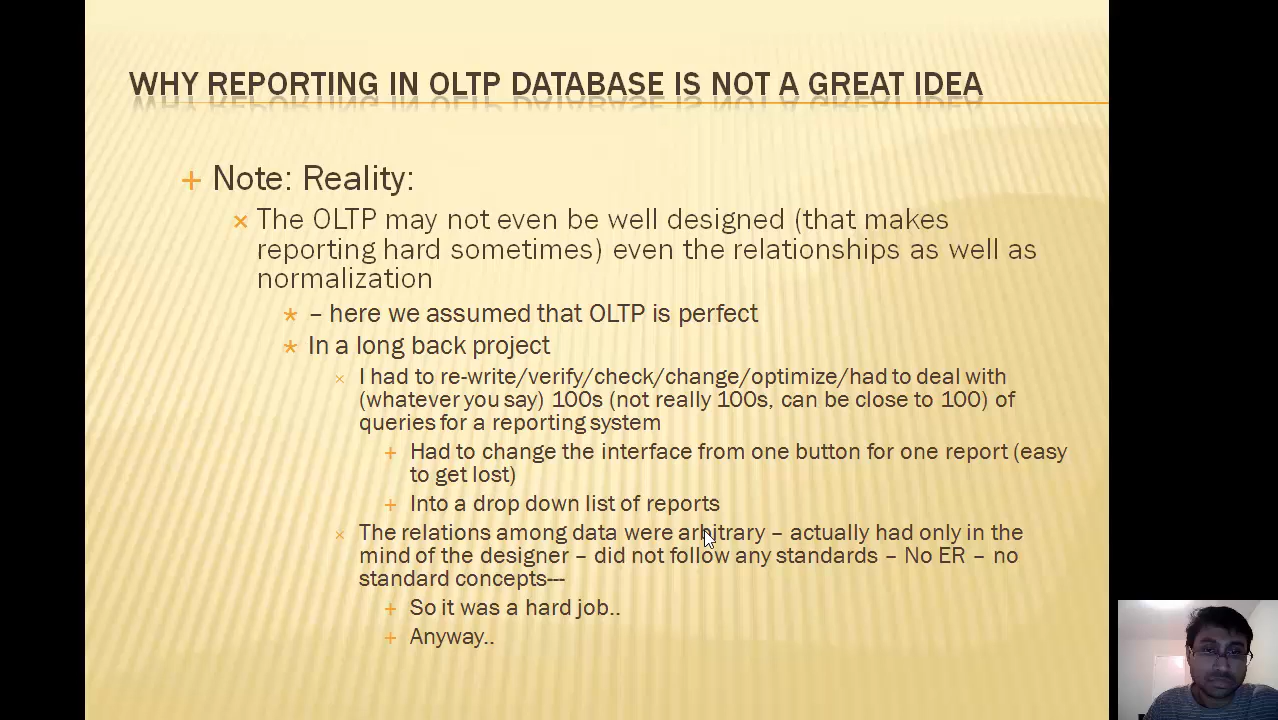 WHY REPORTING IN OLTP DATABASE IS NOT A GREAT IDEA
Note: Reality:
The OLTP may not even be well designed (that makes
reporting hard sometimes) even the relationships as well as
normalization
– here we assumed that OLTP is perfect
In a long back project
I had to re-write/verify/check/change/optimize/had to deal with
(whatever you say) 100s (not really 100s, can be close to 100) of
queries for a reporting system
Had to change the interface from one button for one report (easy
to get lost)
Into a drop down list of reports
The relations among data were arbitrary – actually had only in the
mind of the designer – did not follow any standards – No ER – no
standard concepts---
So it was a hard job..
Anyway..